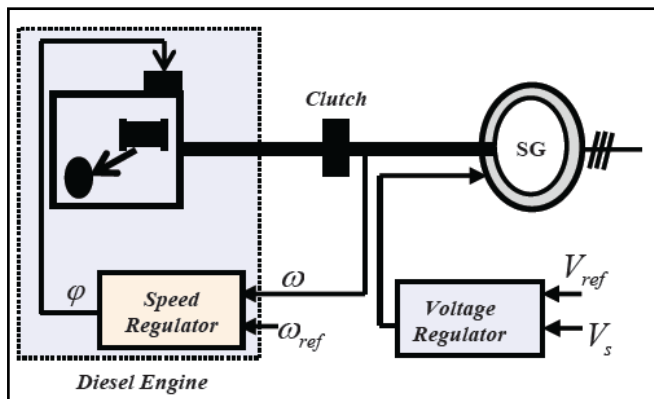 Clutch
SG
φ
Speed
Regulator
ω
ω_ref
Voltage
Regulator
V_ref
V_s
Diesel Engine